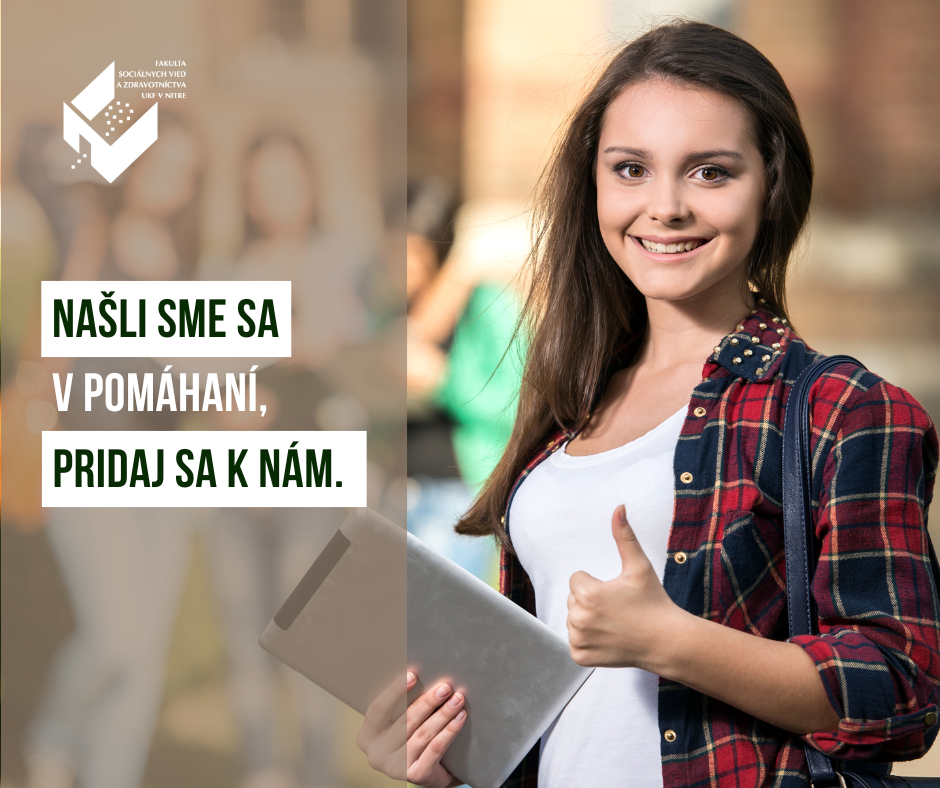 FAKULTA
SOCIÁLNYCH VIED
A ZDRAVOTNÍCTVA
UKF V NITRE
NAŠLI SME SA
V POMÁHANÍ,
PRIDAJ SA K NÁM.